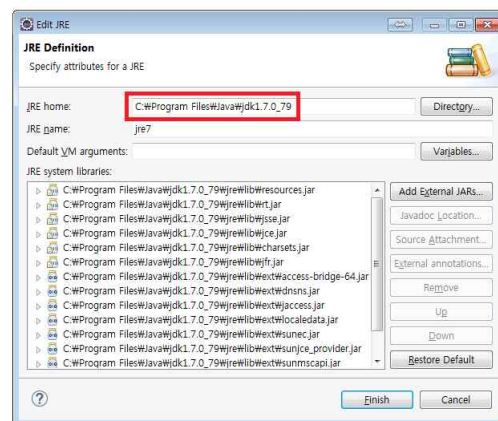 Edit JRE
JRE Definition
Specify attributes for a JRE
JRE home: C:₩Program Files₩Java₩jdk1.7.0_79 Directory...
JRE name: jre7
Default VM arguments: Variables...
JRE system libraries:
C:₩Program Files₩Java₩jdk1.7.0_79₩jre₩lib₩resources.jar Add External JARs...
C:₩Program Files₩Java₩jdk1.7.0_79₩jre₩lib₩rt.jar
C:₩Program Files₩Java₩jdk1.7.0_79₩jre₩lib₩jsse.jar Javadoc Location...
C:₩Program Files₩Java₩jdk1.7.0_79₩jre₩lib₩jce.jar
C:₩Program Files₩Java₩jdk1.7.0_79₩jre₩lib₩charsets.jar Source Attachment...
C:₩Program Files₩Java₩jdk1.7.0_79₩jre₩lib₩jfr.jar
C:₩Program Files₩Java₩jdk1.7.0_79₩jre₩lib₩ext₩access-bridge-64.jar External annotations...
C:₩Program Files₩Java₩jdk1.7.0_79₩jre₩lib₩ext₩dnsns.jar
C:₩Program Files₩Java₩jdk1.7.0_79₩jre₩lib₩ext₩jaccess.jar Remove
C:₩Program Files₩Java₩jdk1.7.0_79₩jre₩lib₩ext₩localedata.jar Up
C:₩Program Files₩Java₩jdk1.7.0_79₩jre₩lib₩ext₩sunec.jar Down
C:₩Program Files₩Java₩jdk1.7.0_79₩jre₩lib₩ext₩sunjce_provider.jar
C:₩Program Files₩Java₩jdk1.7.0_79₩jre₩lib₩ext₩sunmscapi.jar Restore Default
? Finish Cancel